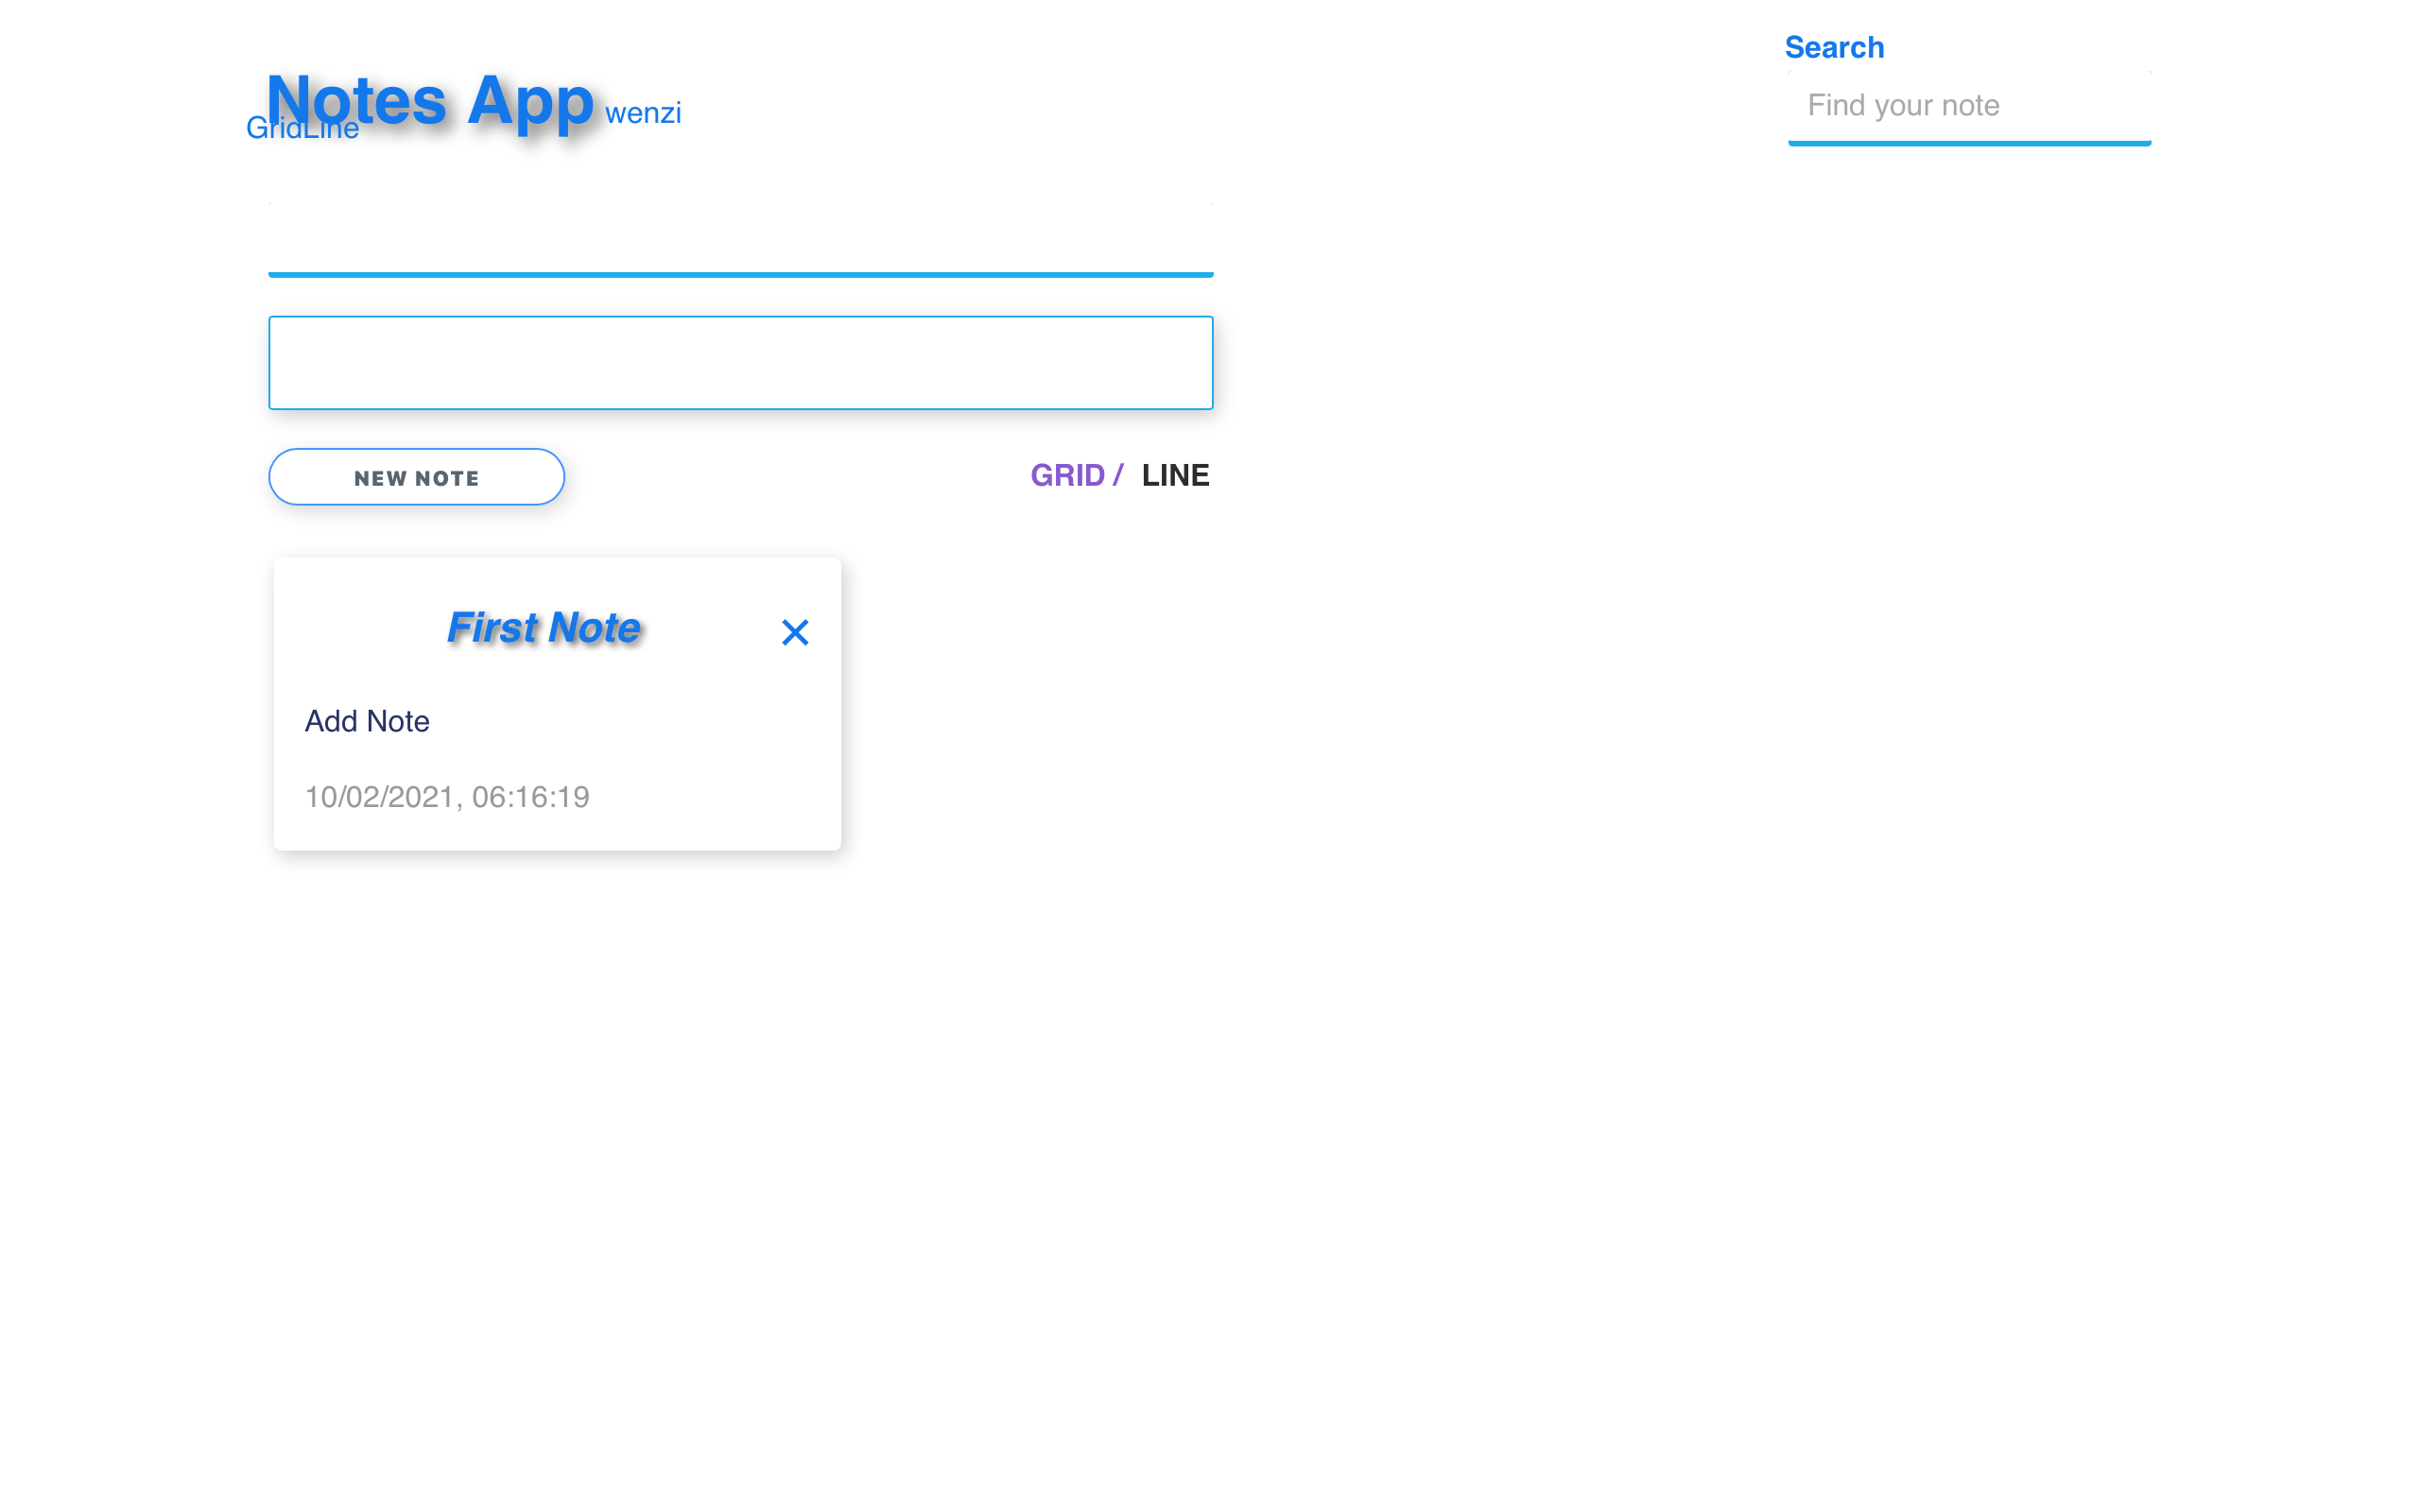 Search
Notes App wenzi
GridLine
Find your note
NEW NOTE
GRID / LINE
First Note
Add Note
10/02/2021, 06:16:19